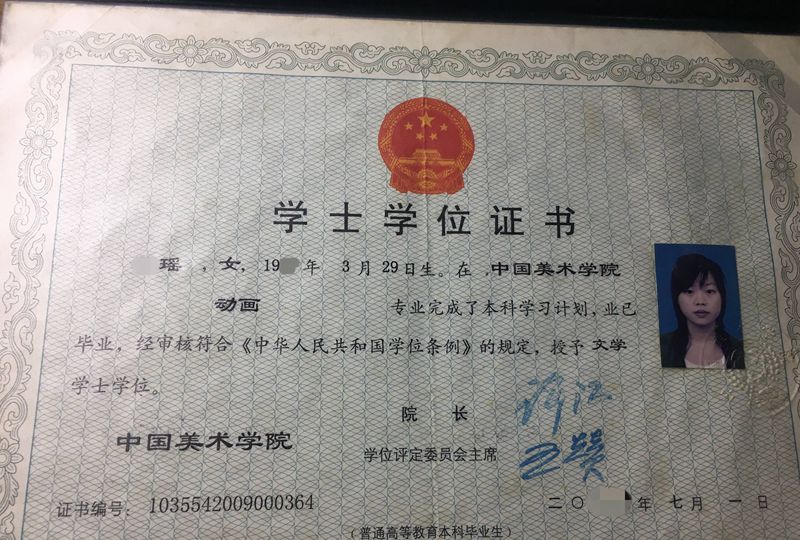 学士学位证书
瑶，女，19 年 3月29日生。在 中国美术学院
动画 专业完成了本科学习计划，业已
毕业，经审核符合《中华人民共和国学位条例》的规定，授予 文学
学士学位。
院 长 许江
中国美术学院
学位评定委员会主席
证书编号：1035542009000364
二〇 年 七 月 一 日
（普通高等教育本科毕业生）